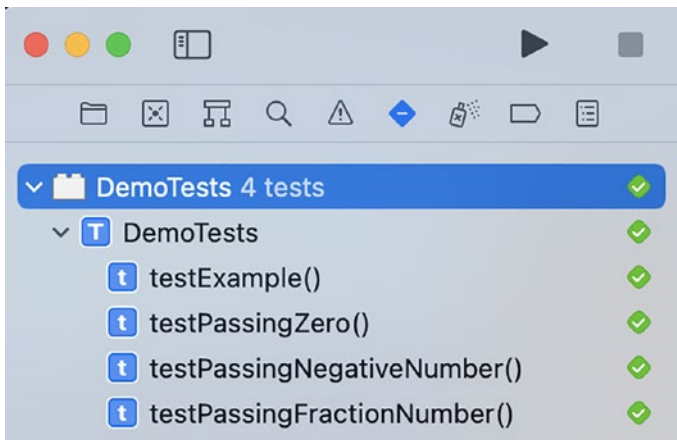 DemoTests 4 tests
T DemoTests
t testExample()
t testPassingZero()
t testPassingNegativeNumber()
t testPassingFractionNumber()